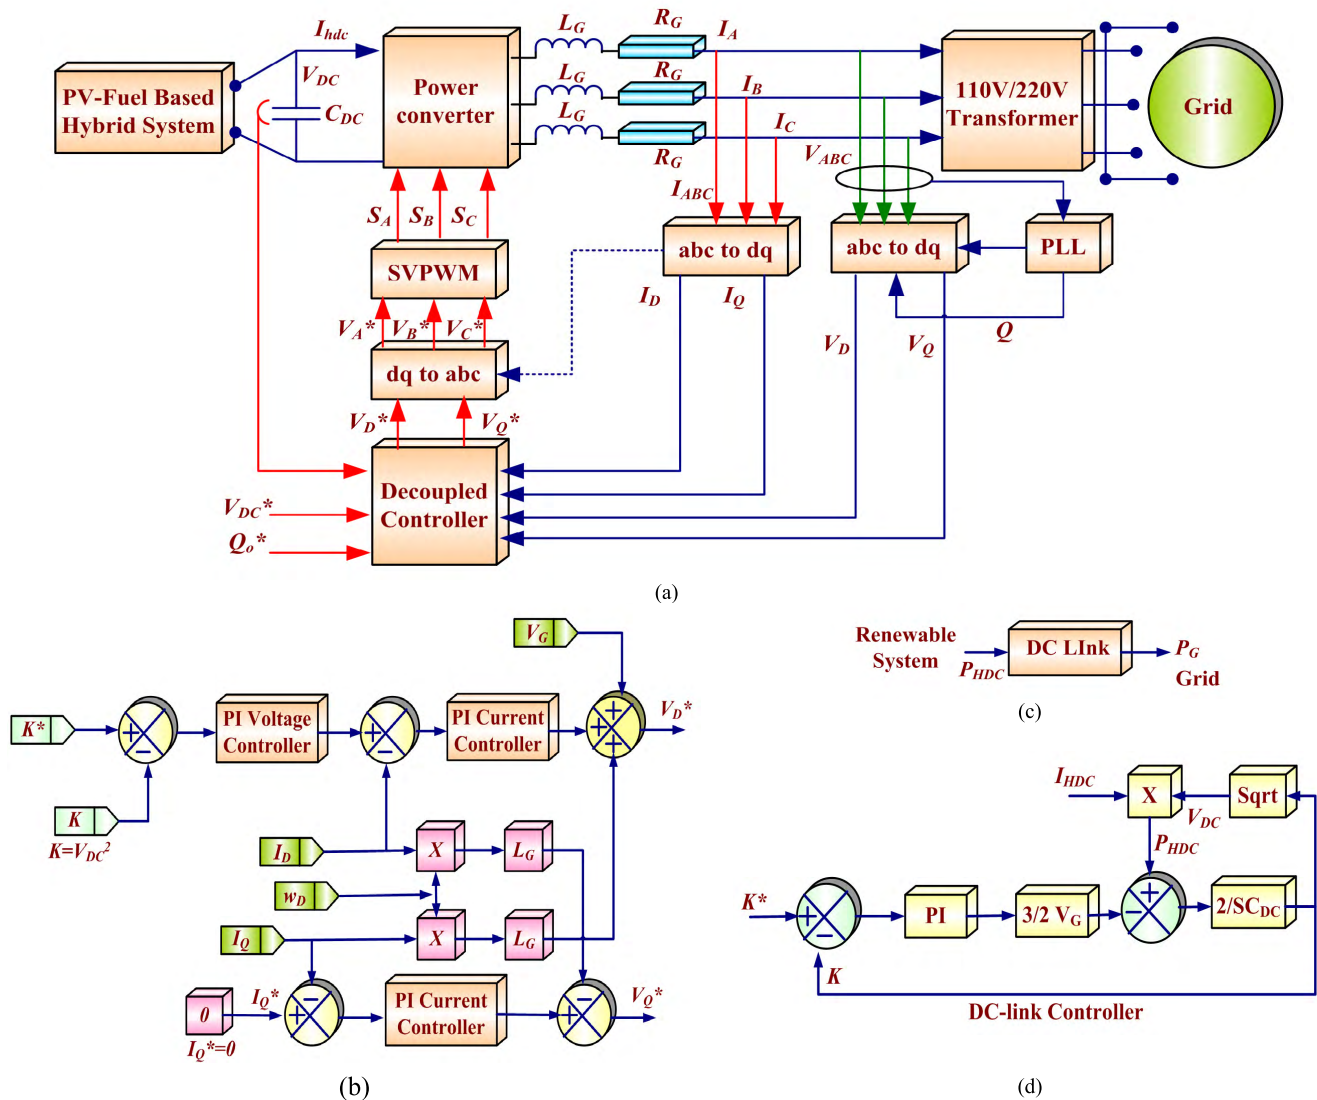 I_hdc
L_G
R_G
I_A
V_DC
PV-Fuel Based
Hybrid System
C_DC
Power
converter
L_G
R_G
I_B
L_G
R_G
I_C
110V/220V
Transformer
Grid
V_ABC
I_ABC
S_A S_B S_C
abc to dq
abc to dq
PLL
SVPWM
I_D I_Q
V_A* V_B* V_C*
V_D V_Q
Q
dq to abc
V_D* V_Q*
Decoupled
Controller
V_DC*
Q_o*
(a)
V_G
K*
+
−
PI Voltage
Controller
+
−
PI Current
Controller
+
+
+
V_D*
K
K=V_DC²
I_D
X
L_G
w_D
I_Q
X
L_G
0
I_Q*
I_Q*=0
−
+
PI Current
Controller
−
+
V_Q*
(b)
Renewable
System
P_HDC
DC LInk
P_G
Grid
(c)
I_HDC
X
V_DC
Sqrt
P_HDC
K*
+
−
PI
3/2 V_G
+
−
2/SC_DC
K
DC-link Controller
(d)